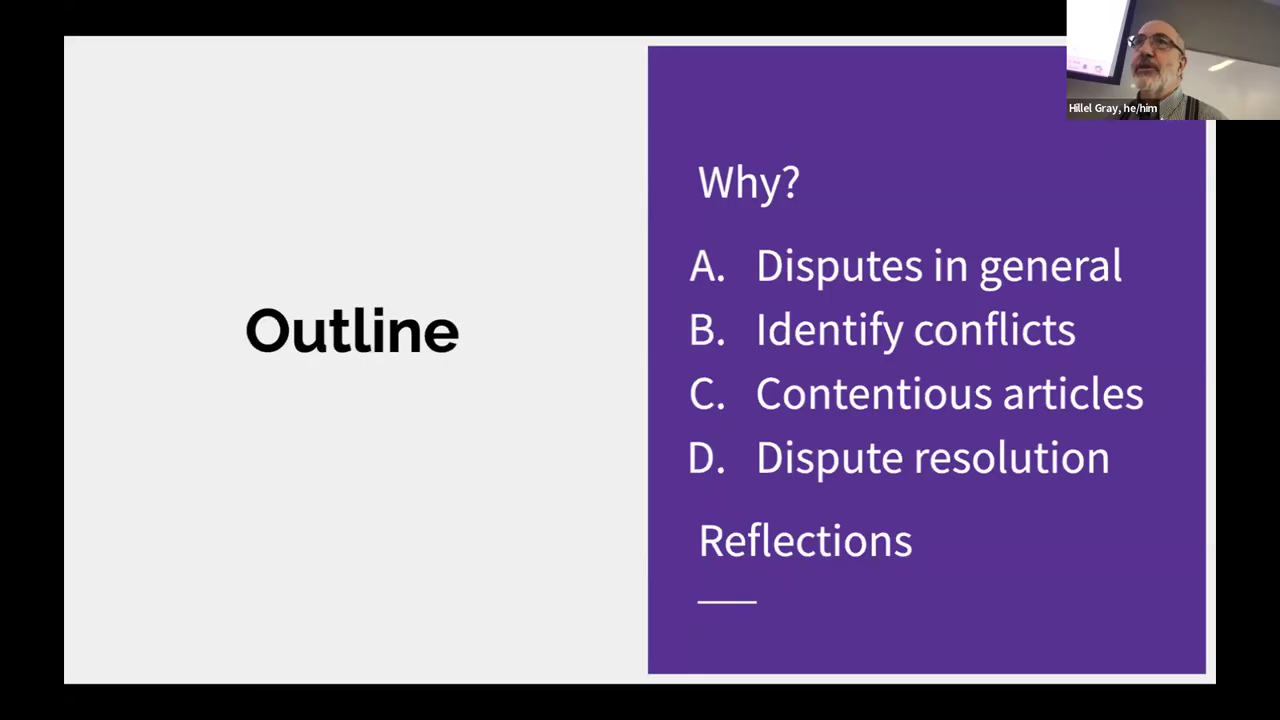 Hillel Gray, he/him
Outline
Why?
A. Disputes in general
B. Identify conflicts
C. Contentious articles
D. Dispute resolution
Reflections